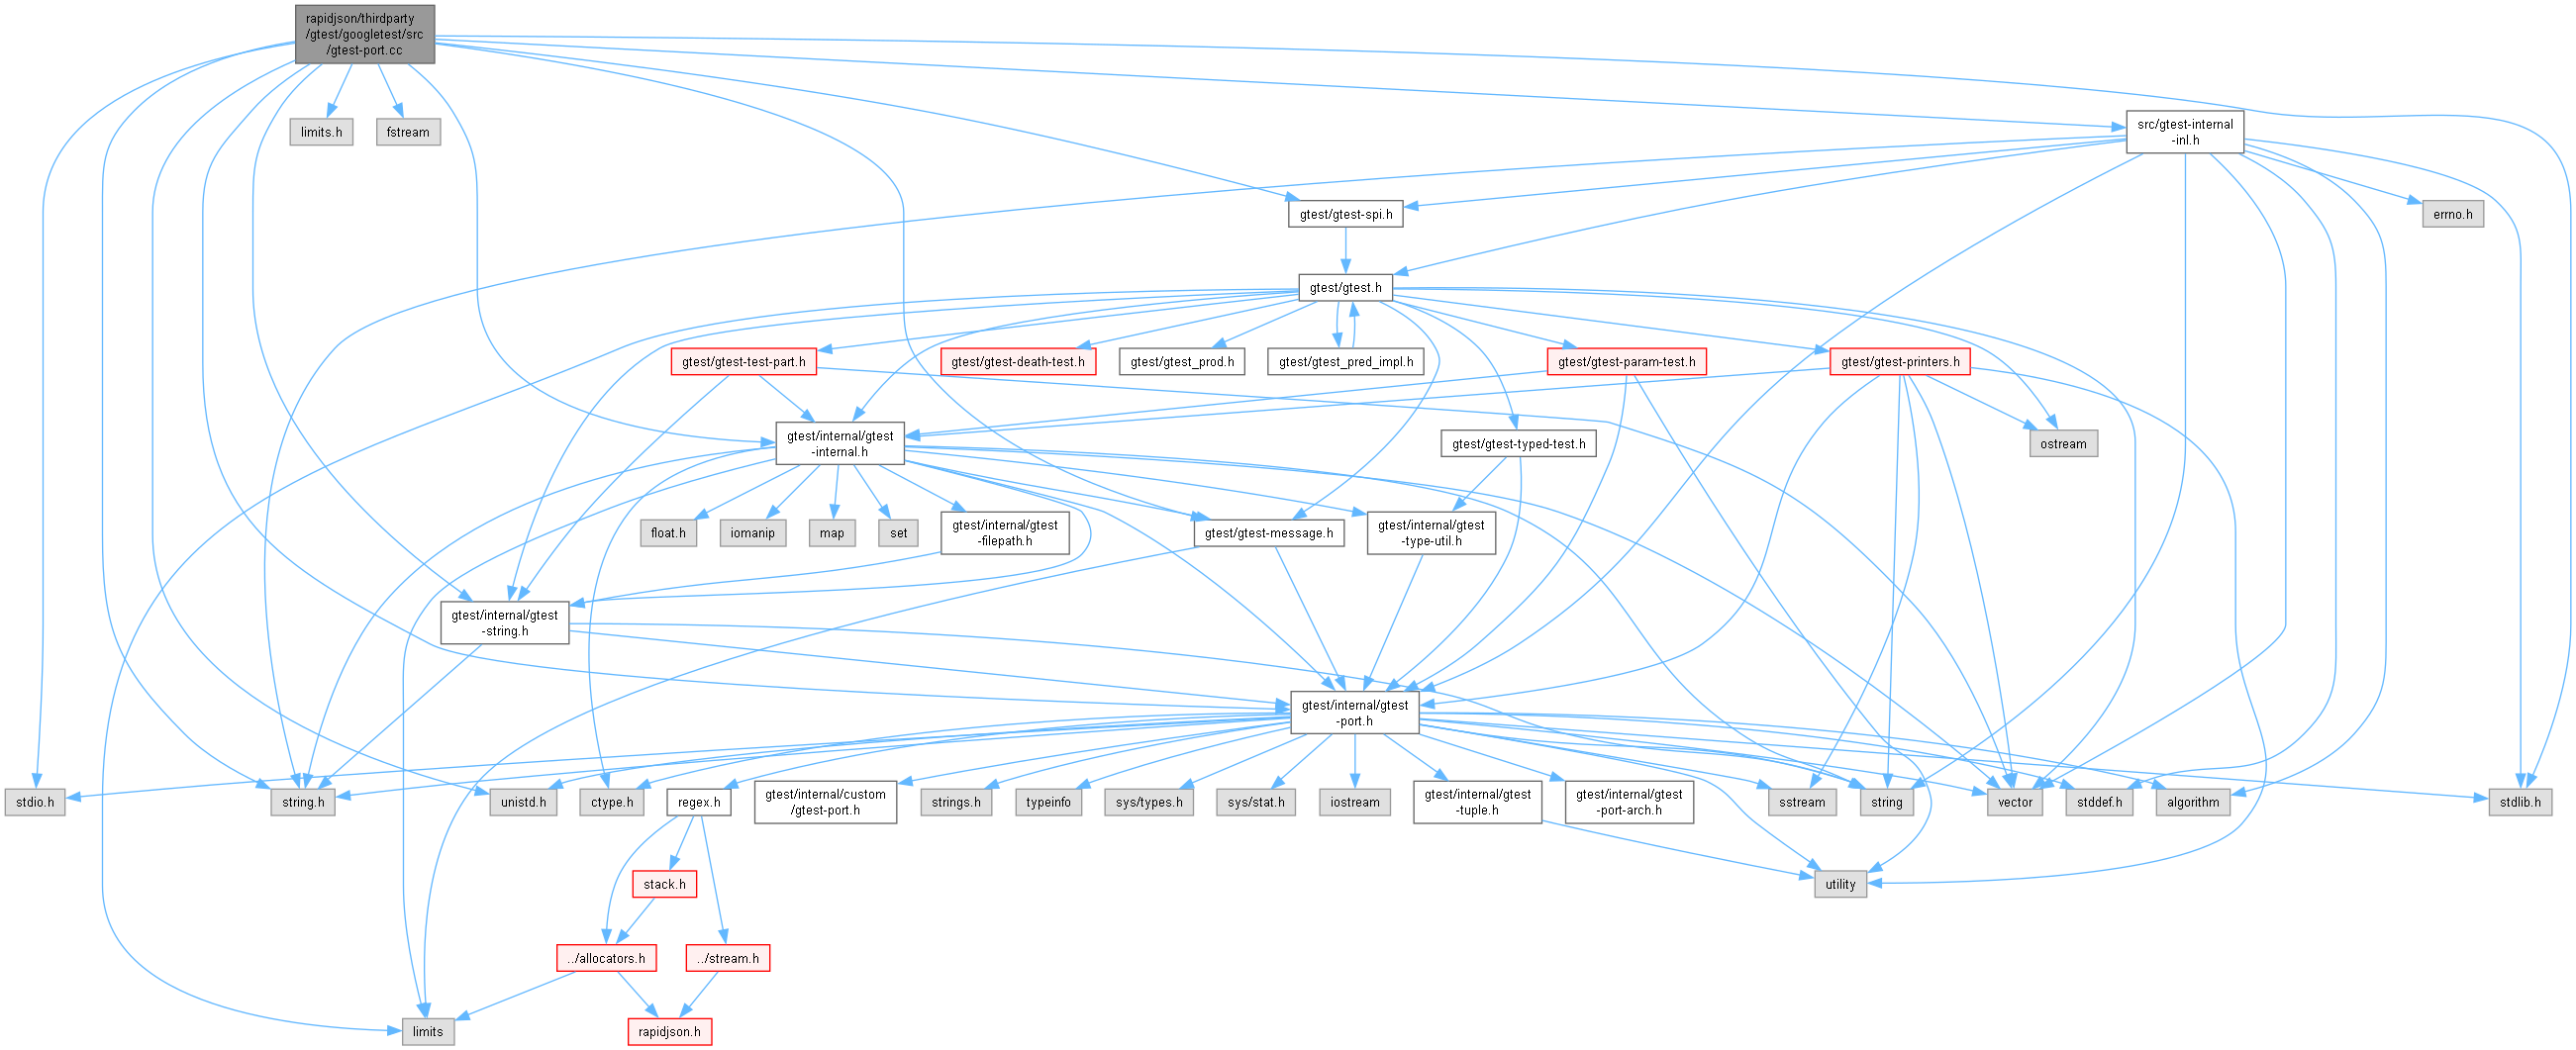 rapidjson/thirdparty
/gtest/googletest/src
/gtest-port.cc
limits.h
fstream
src/gtest-internal
-inl.h
gtest/gtest-spi.h
errno.h
gtest/gtest.h
gtest/gtest-test-part.h
gtest/gtest-death-test.h
gtest/gtest_prod.h
gtest/gtest_pred_impl.h
gtest/gtest-param-test.h
gtest/gtest-printers.h
gtest/internal/gtest
-internal.h
gtest/gtest-typed-test.h
ostream
float.h
iomanip
map
set
gtest/internal/gtest
-filepath.h
gtest/gtest-message.h
gtest/internal/gtest
-type-util.h
gtest/internal/gtest
-string.h
gtest/internal/gtest
-port.h
stdio.h
string.h
unistd.h
ctype.h
regex.h
gtest/internal/custom
/gtest-port.h
strings.h
typeinfo
sys/types.h
sys/stat.h
iostream
gtest/internal/gtest
-tuple.h
gtest/internal/gtest
-port-arch.h
sstream
string
vector
stddef.h
algorithm
stdlib.h
stack.h
utility
../allocators.h
../stream.h
limits
rapidjson.h